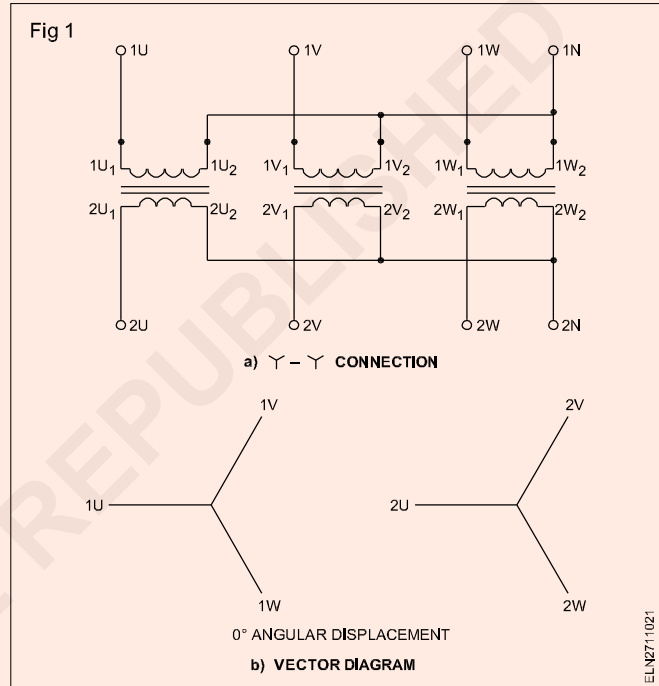 Fig 1
1U 1V 1W 1N
1U1 1U2 1V1 1V2 1W1 1W2
2U1 2U2 2V1 2V2 2W1 2W2
2U 2V 2W 2N
a) Y – Y CONNECTION
1V 2V
1U 2U
1W 2W
0° ANGULAR DISPLACEMENT
b) VECTOR DIAGRAM
ELN2711021
REPUBLISHED